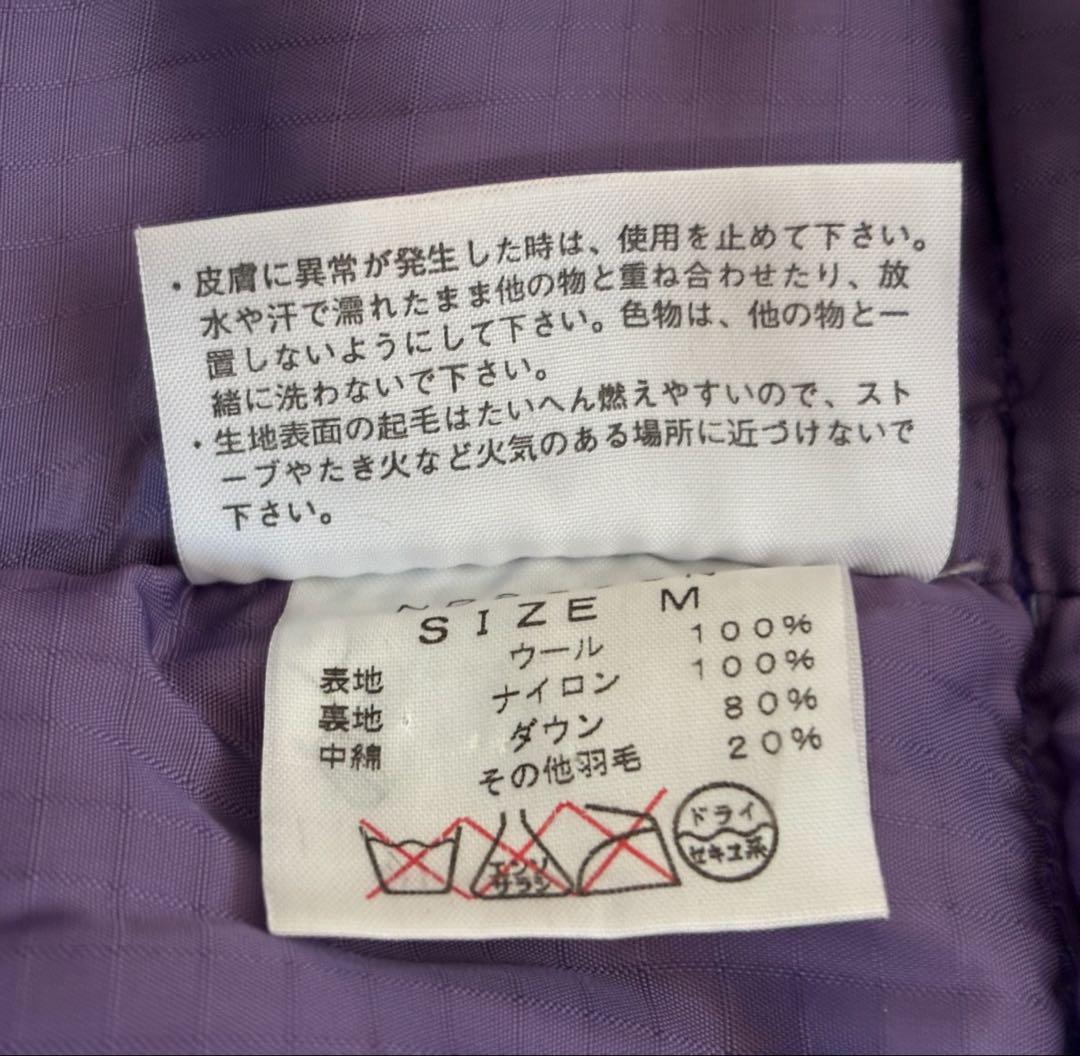 ・皮膚に異常が発生した時は、使用を止めて下さい。
水や汗で濡れたまま他の物と重ね合わせたり、放
置しないようにして下さい。色物は、他の物と一
緒に洗わないで下さい。
・生地表面の起毛はたいへん燃えやすいので、スト
ーブやたき火など火気のある場所に近づけないで
下さい。
SIZE M
表地 ウール 100%
裏地 ナイロン 100%
中綿 ダウン 80%
その他羽毛 20%
エンソ
サラシ
ドライ
セキユ系